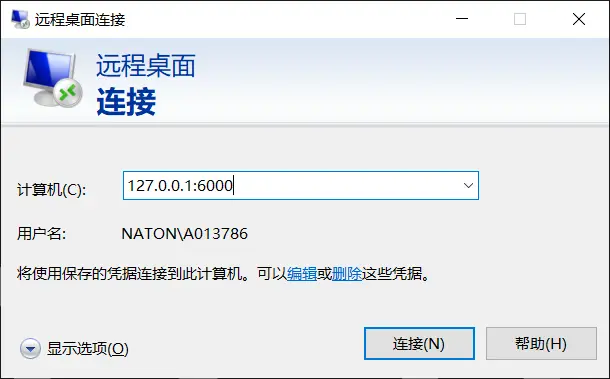 远程桌面连接
远程桌面
连接
计算机(C):
127.0.0.1:6000
用户名:
NATON\A013786
将使用保存的凭据连接到此计算机。可以编辑或删除这些凭据。
显示选项(O)
连接(N)
帮助(H)